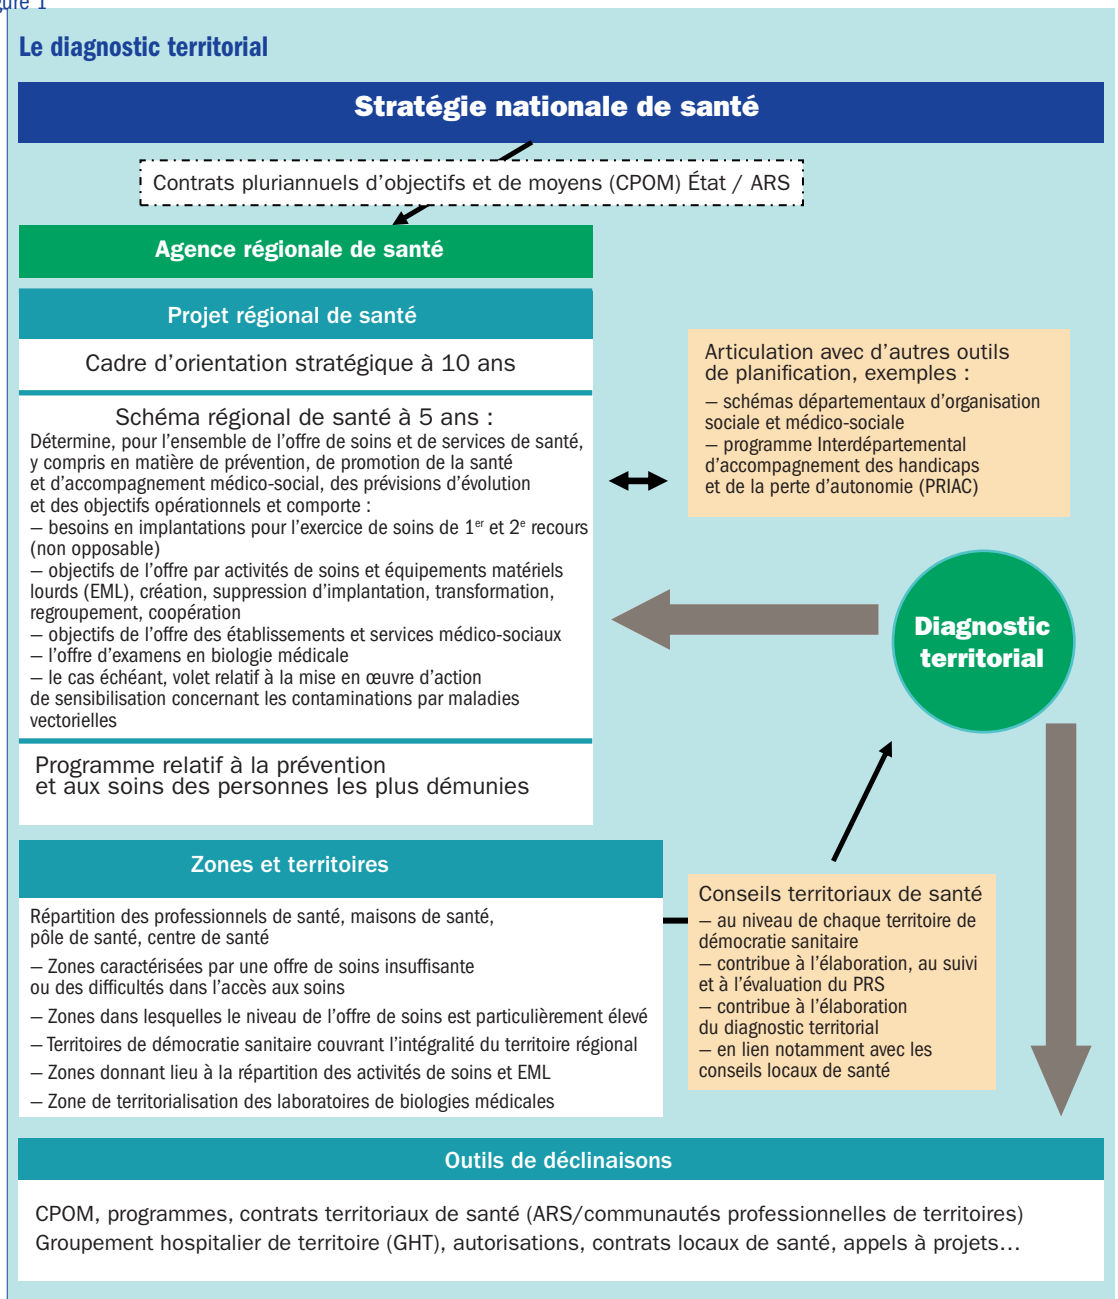 gure 1
Le diagnostic territorial
Stratégie nationale de santé
Contrats pluriannuels d’objectifs et de moyens (CPOM) État / ARS
Agence régionale de santé
Projet régional de santé
Cadre d’orientation stratégique à 10 ans
Schéma régional de santé à 5 ans :
Détermine, pour l’ensemble de l’offre de soins et de services de santé,
y compris en matière de prévention, de promotion de la santé
et d’accompagnement médico-social, des prévisions d’évolution
et des objectifs opérationnels et comporte :
— besoins en implantations pour l’exercice de soins de 1er et 2e recours
(non opposable)
— objectifs de l’offre par activités de soins et équipements matériels
lourds (EML), création, suppression d’implantation, transformation,
regroupement, coopération
— objectifs de l’offre des établissements et services médico-sociaux
— l’offre d’examens en biologie médicale
— le cas échéant, volet relatif à la mise en œuvre d’action
de sensibilisation concernant les contaminations par maladies
vectorielles
Programme relatif à la prévention
et aux soins des personnes les plus démunies
Articulation avec d’autres outils
de planification, exemples :
— schémas départementaux d’organisation
sociale et médico-sociale
— programme Interdépartemental
d’accompagnement des handicaps
et de la perte d’autonomie (PRIAC)
Diagnostic
territorial
Zones et territoires
Répartition des professionnels de santé, maisons de santé,
pôle de santé, centre de santé
— Zones caractérisées par une offre de soins insuffisante
ou des difficultés dans l’accès aux soins
— Zones dans lesquelles le niveau de l’offre de soins est particulièrement élevé
— Territoires de démocratie sanitaire couvrant l’intégralité du territoire régional
— Zones donnant lieu à la répartition des activités de soins et EML
— Zone de territorialisation des laboratoires de biologies médicales
Conseils territoriaux de santé
— au niveau de chaque territoire de
démocratie sanitaire
— contribue à l’élaboration, au suivi
et à l’évaluation du PRS
— contribue à l’élaboration
du diagnostic territorial
— en lien notamment avec les
conseils locaux de santé
Outils de déclinaisons
CPOM, programmes, contrats territoriaux de santé (ARS/communautés professionnelles de territoires)
Groupement hospitalier de territoire (GHT), autorisations, contrats locaux de santé, appels à projets…